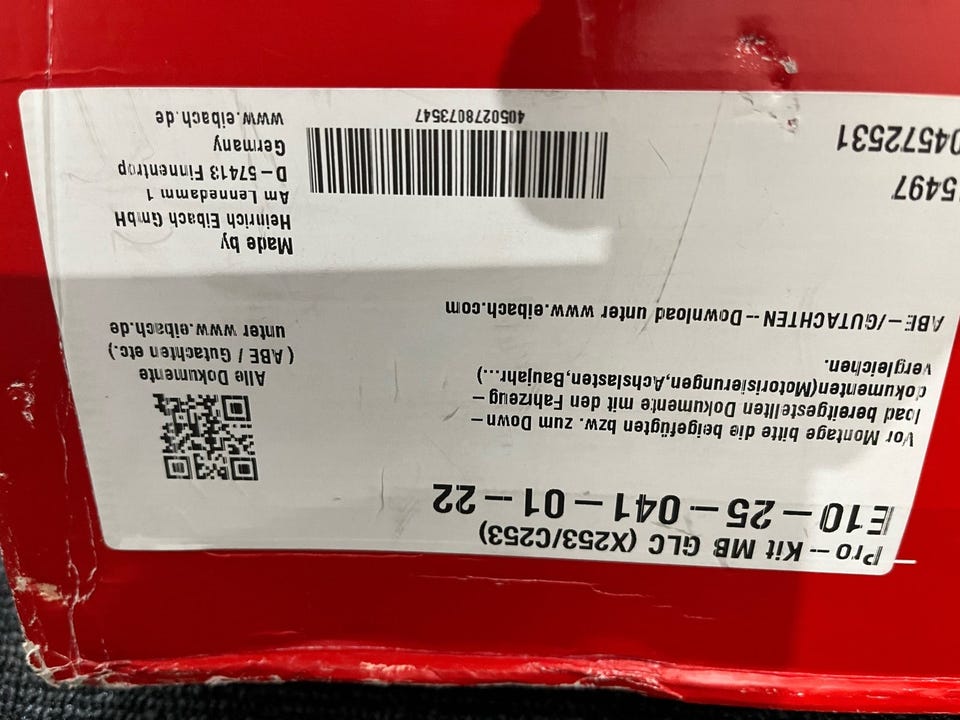 Pro-Kit MB GLC (X253/C253)
E10-25-041-01-22
Vor Montage bitte die beigefügten bzw. zum Down-
load bereitgestellten Dokumente mit den Fahrzeug-
dokumenten(Motorisierungen,Achslasten,Baujahr...)
vergleichen.
ABE-/GUTACHTEN--Download unter www.eibach.com
Alle Dokumente
( ABE / Gutachten etc.)
unter www.eibach.de
Made by
Heinrich Eibach GmbH
Am Lennedamm 1
D-57413 Finnentrop
Germany
www.eibach.de
4050278073547
5497
04572531